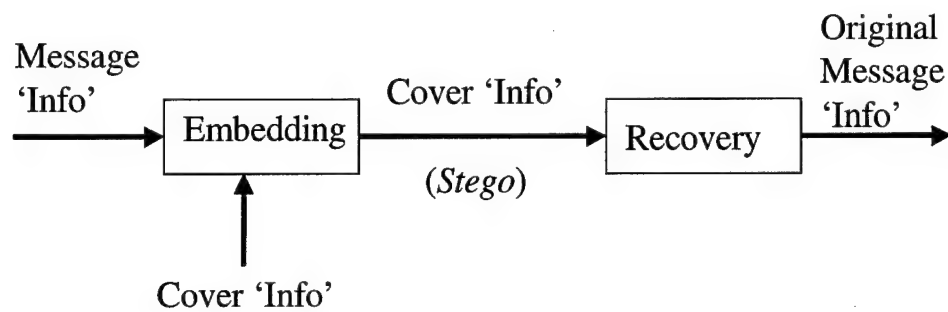 Message
‘Info’
Embedding
Cover ‘Info’
Cover ‘Info’
(Stego)
Recovery
Original
Message
‘Info’